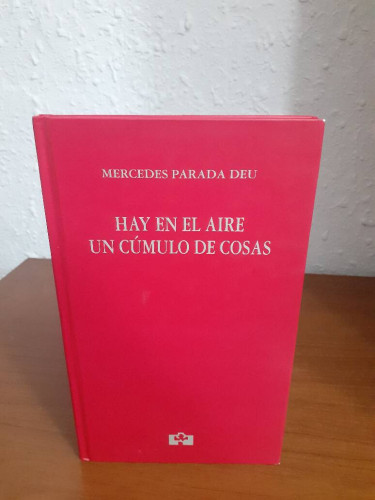 MERCEDES PARADA DEU
HAY EN EL AIRE
UN CÚMULO DE COSAS